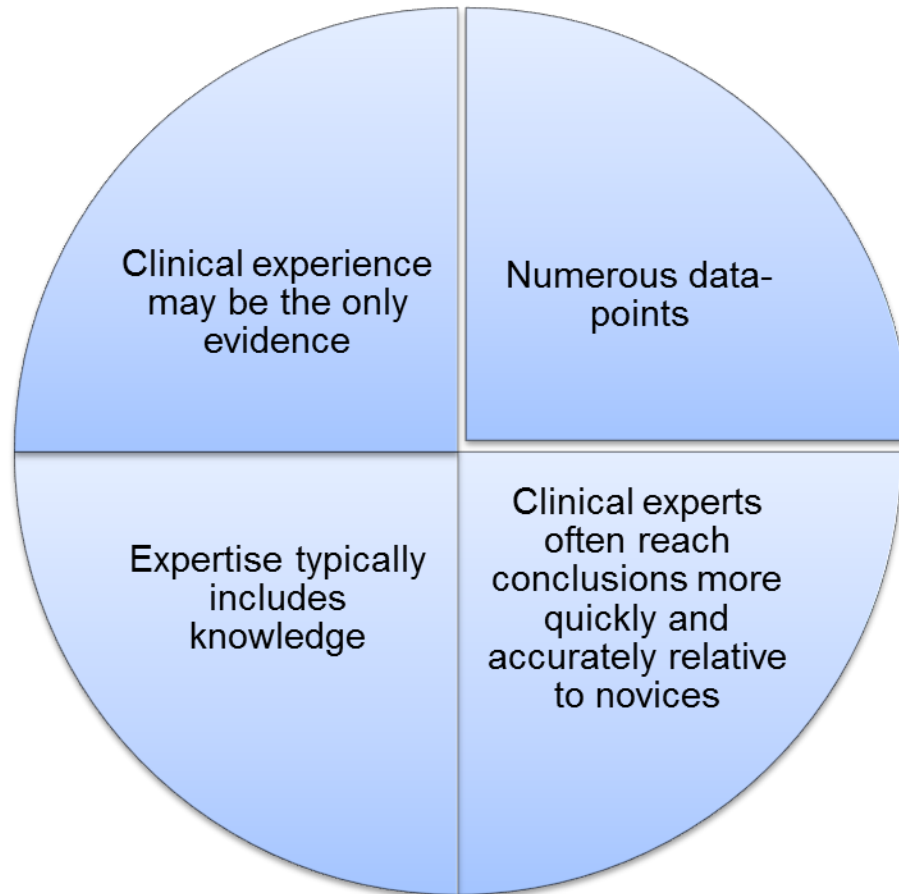 Clinical experience
may be the only
evidence
Numerous data-
points
Expertise typically
includes
knowledge
Clinical experts
often reach
conclusions more
quickly and
accurately relative
to novices